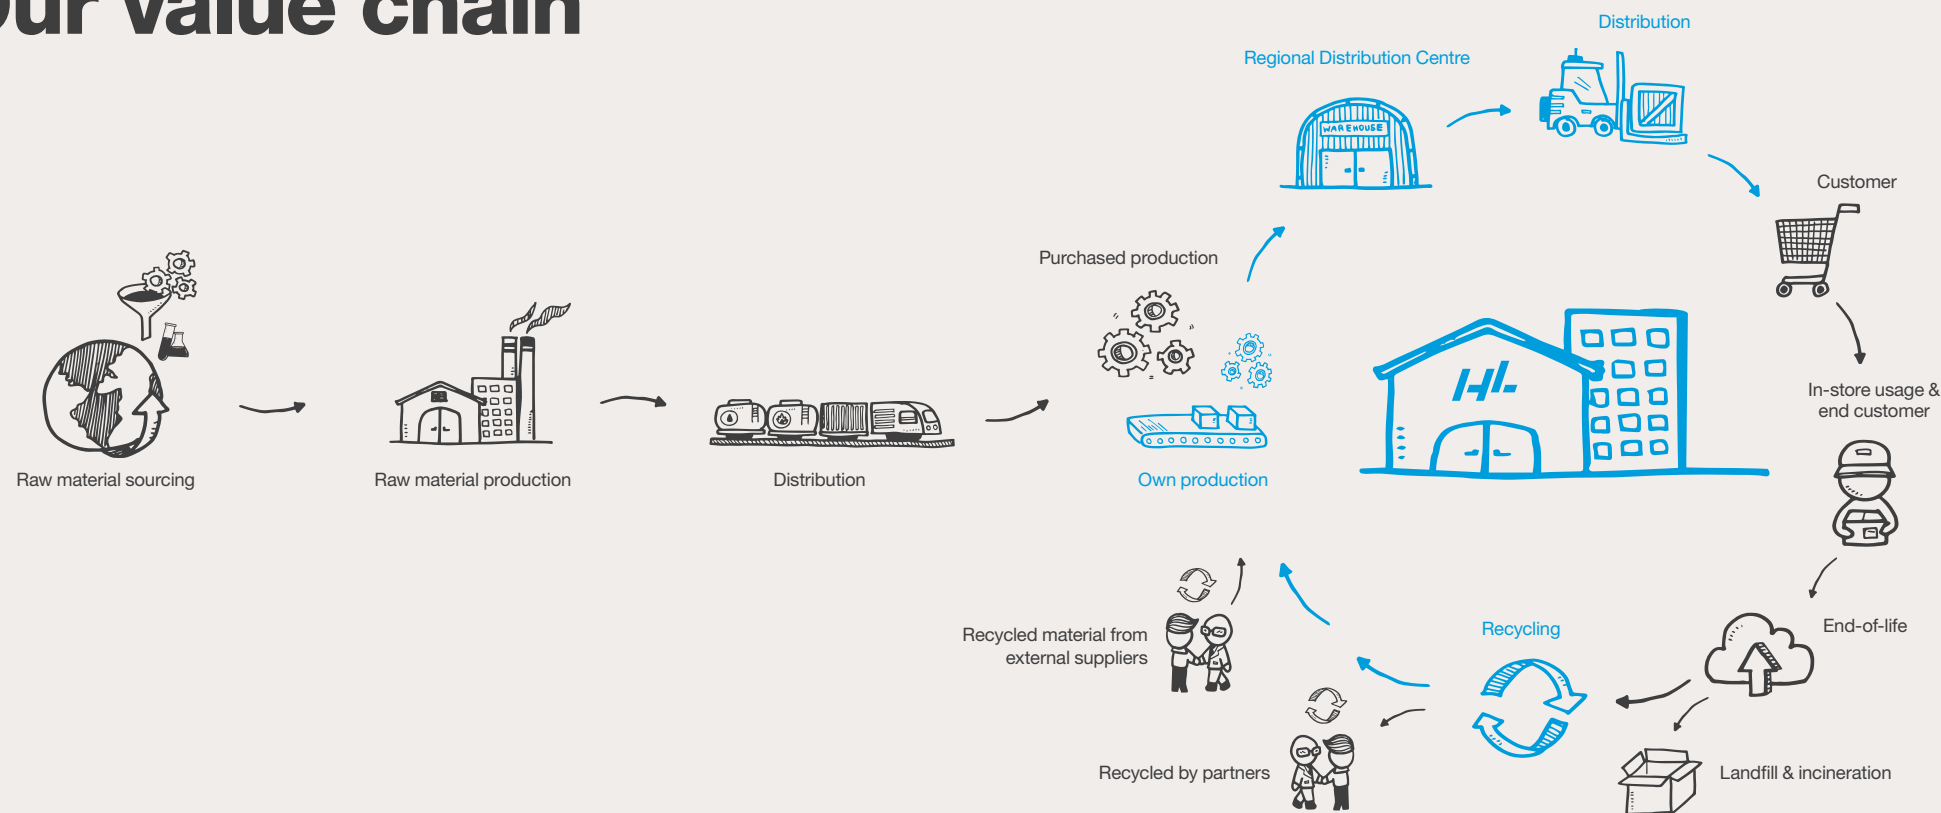 Our value chain
Distribution
Regional Distribution Centre
WAREHOUSE
Customer
Purchased production
In-store usage &
end customer
Raw material sourcing
Raw material production
Distribution
Own production
End-of-life
Recycling
Recycled material from
external suppliers
Recycled by partners
Landfill & incineration